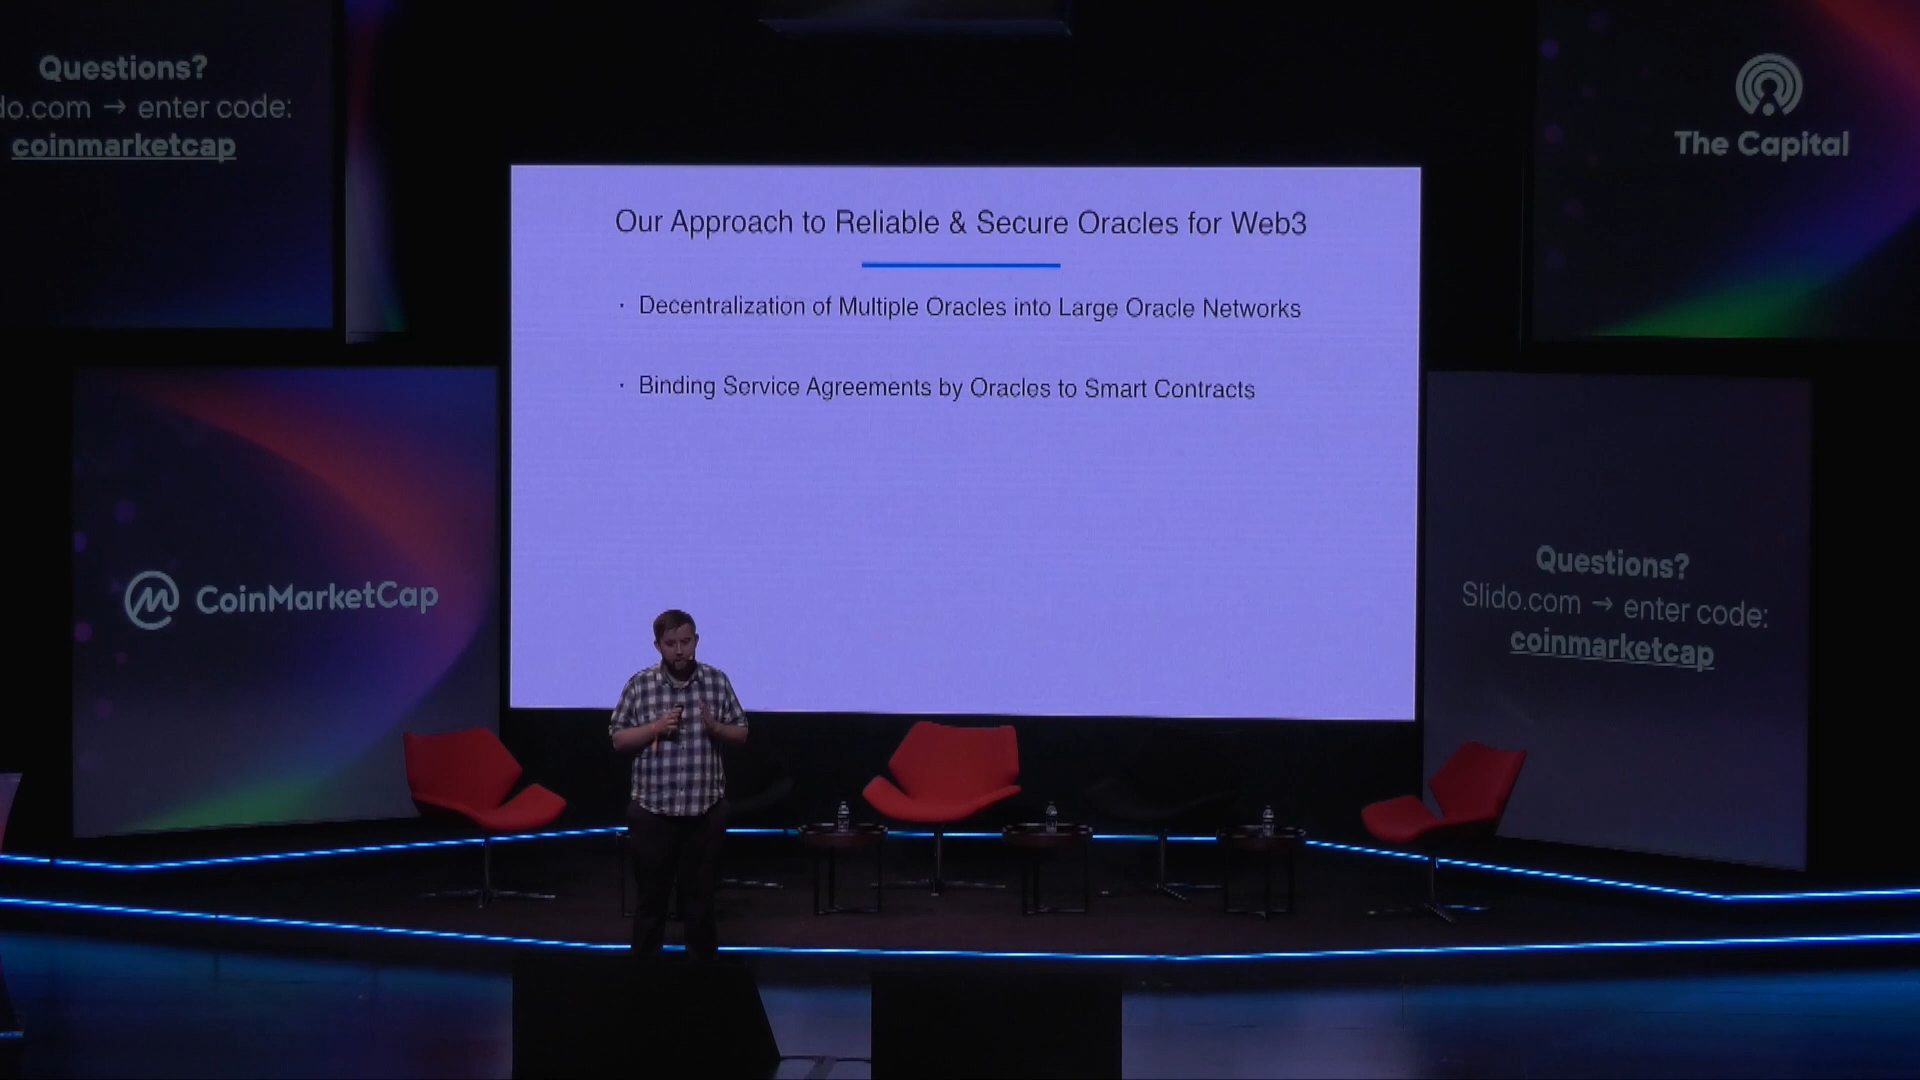 Questions?
do.com → enter code:
coinmarketcap
The Capital
Our Approach to Reliable & Secure Oracles for Web3
· Decentralization of Multiple Oracles into Large Oracle Networks
· Binding Service Agreements by Oracles to Smart Contracts
CoinMarketCap
Questions?
Slido.com → enter code:
coinmarketcap